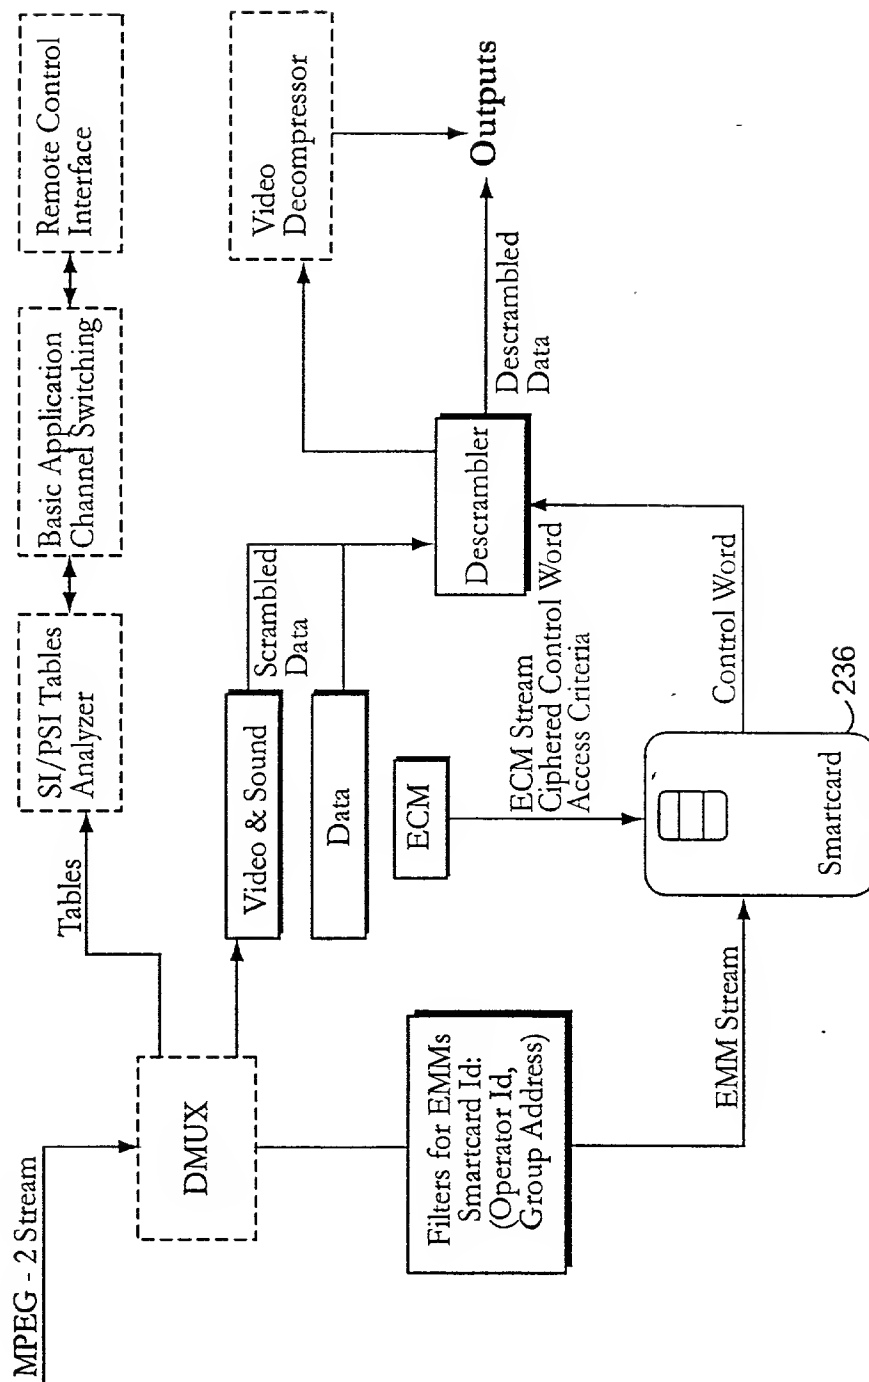 MPEG - 2 Stream
DMUX
Tables
SI/PSI Tables
Analyzer
Basic Application
Channel Switching
Remote Control
Interface
Video & Sound
Data
Scrambled
Data
Video
Decompressor
Outputs
Descrambled
Data
Descrambler
ECM
ECM Stream
Ciphered Control Word
Access Criteria
Control Word
Filters for EMMs
Smartcard Id:
(Operator Id,
Group Address)
EMM Stream
Smartcard
236